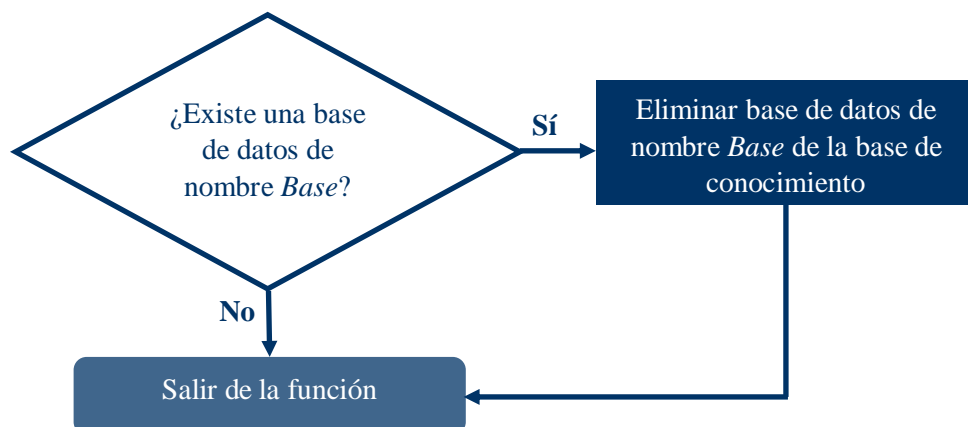 ¿Existe una base
de datos de
nombre Base?
Sí
Eliminar base de datos de
nombre Base de la base de
conocimiento
No
Salir de la función